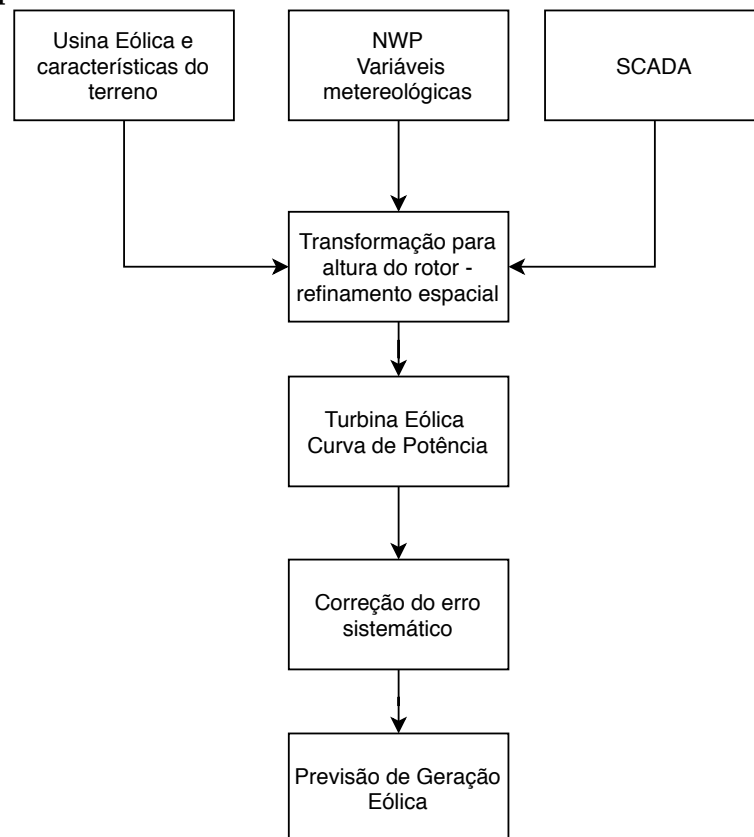 Usina Eólica e
características do
terreno
NWP
Variáveis
metereológicas
SCADA
Transformação para
altura do rotor -
refinamento espacial
Turbina Eólica
Curva de Potência
Correção do erro
sistemático
Previsão de Geração
Eólica